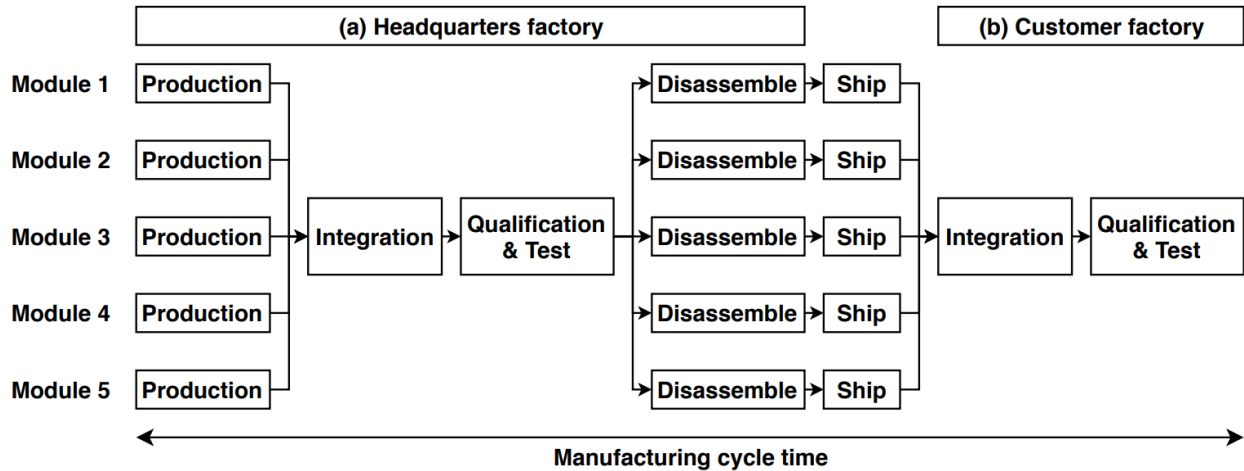 (a) Headquarters factory
(b) Customer factory
Module 1
Production
Disassemble
Ship
Module 2
Production
Disassemble
Ship
Module 3
Production
Integration
Qualification
& Test
Disassemble
Ship
Integration
Qualification
& Test
Module 4
Production
Disassemble
Ship
Module 5
Production
Disassemble
Ship
Manufacturing cycle time